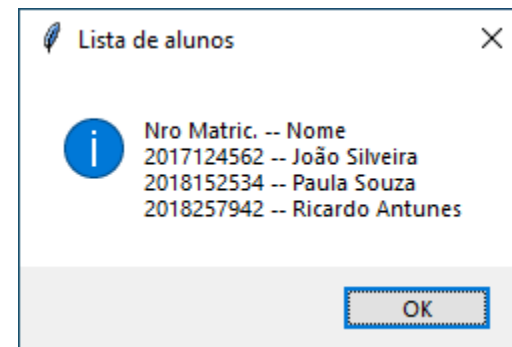 Lista de alunos
Nro Matric. -- Nome
2017124562 -- João Silveira
2018152534 -- Paula Souza
2018257942 -- Ricardo Antunes
OK